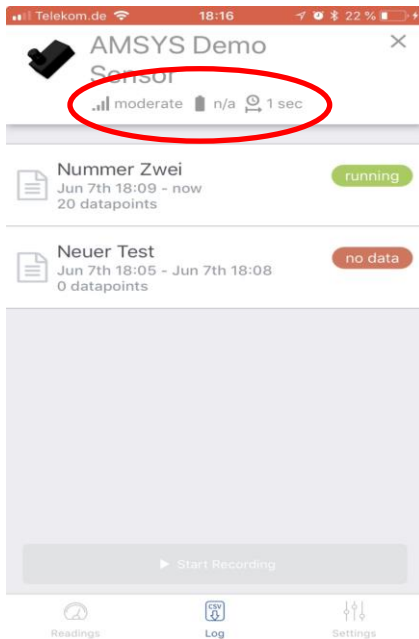 Telekom.de 18:16 22 %
AMSYS Demo
Sensor
moderate n/a 1 sec
Nummer Zwei
running
Jun 7th 18:09 - now
20 datapoints
Neuer Test
no data
Jun 7th 18:05 - Jun 7th 18:08
0 datapoints
Start Recording
CSV
Readings Log Settings